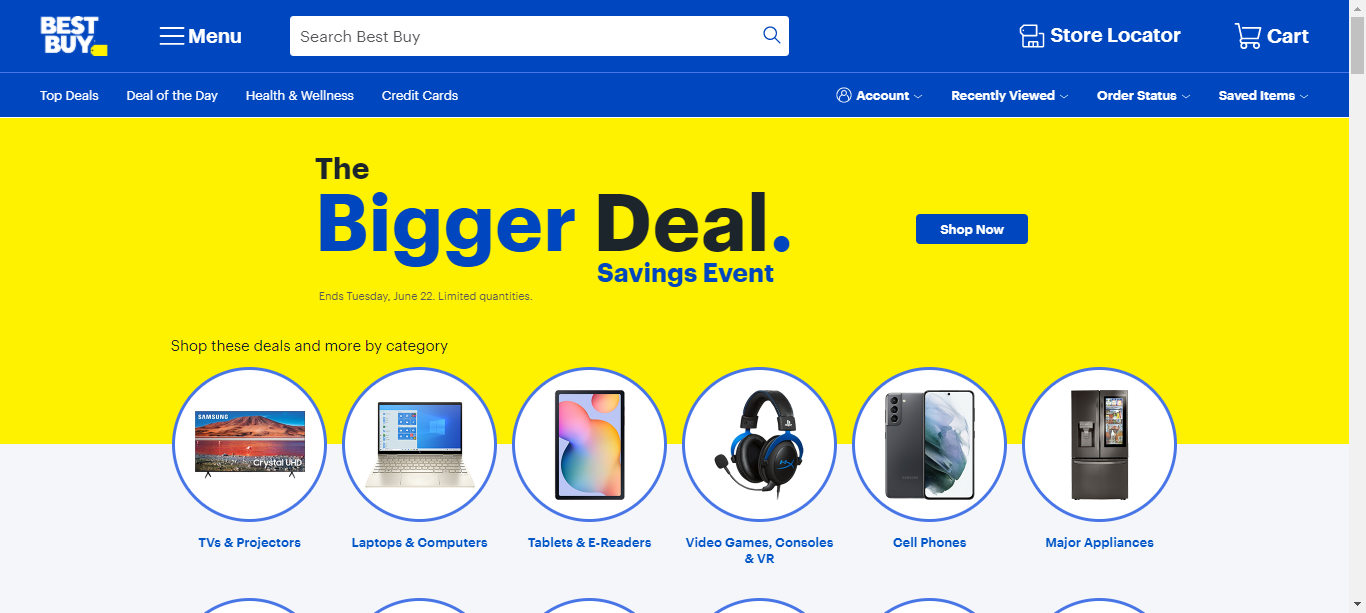 BEST
BUY
Menu
Search Best Buy
Store Locator
Cart
Top Deals
Deal of the Day
Health & Wellness
Credit Cards
Account
Recently Viewed
Order Status
Saved Items
The
Bigger Deal.
Savings Event
Shop Now
Ends Tuesday, June 22. Limited quantities.
Shop these deals and more by category
SAMSUNG
Crystal UHD
TVs & Projectors
Laptops & Computers
Tablets & E-Readers
Video Games, Consoles
& VR
Cell Phones
Major Appliances